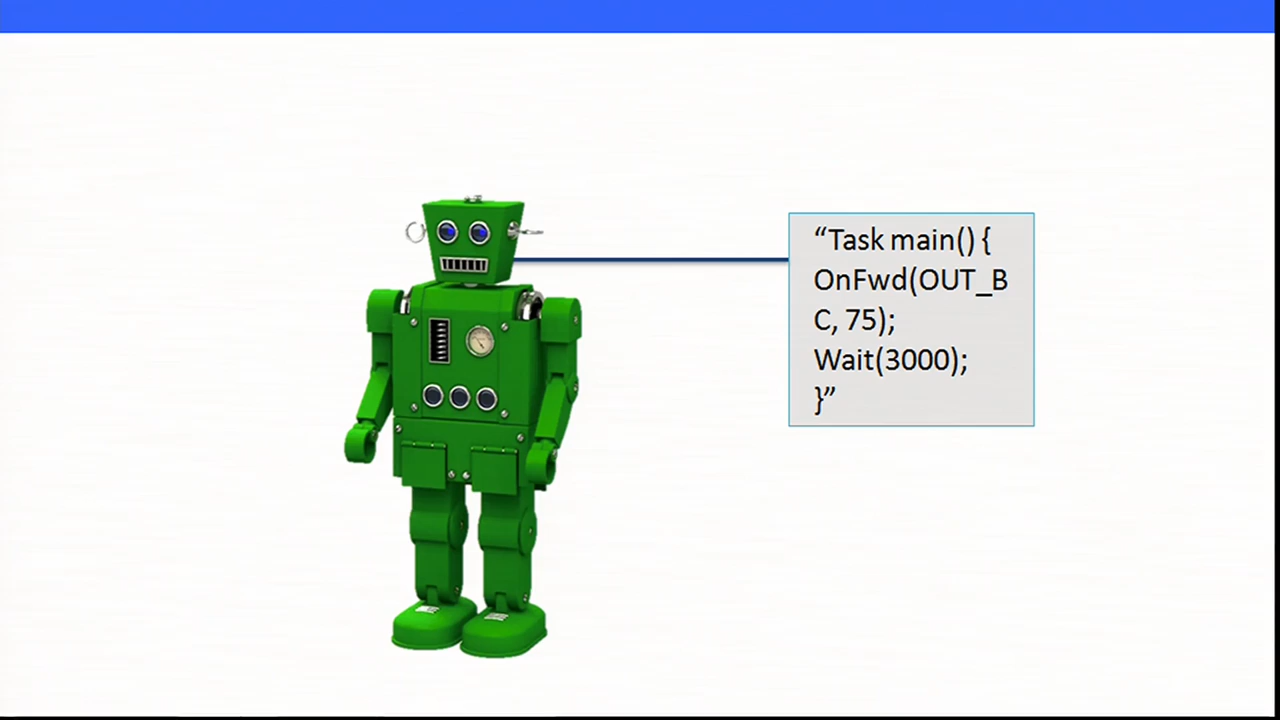 “Task main() {
OnFwd(OUT_B
C, 75);
Wait(3000);
}”